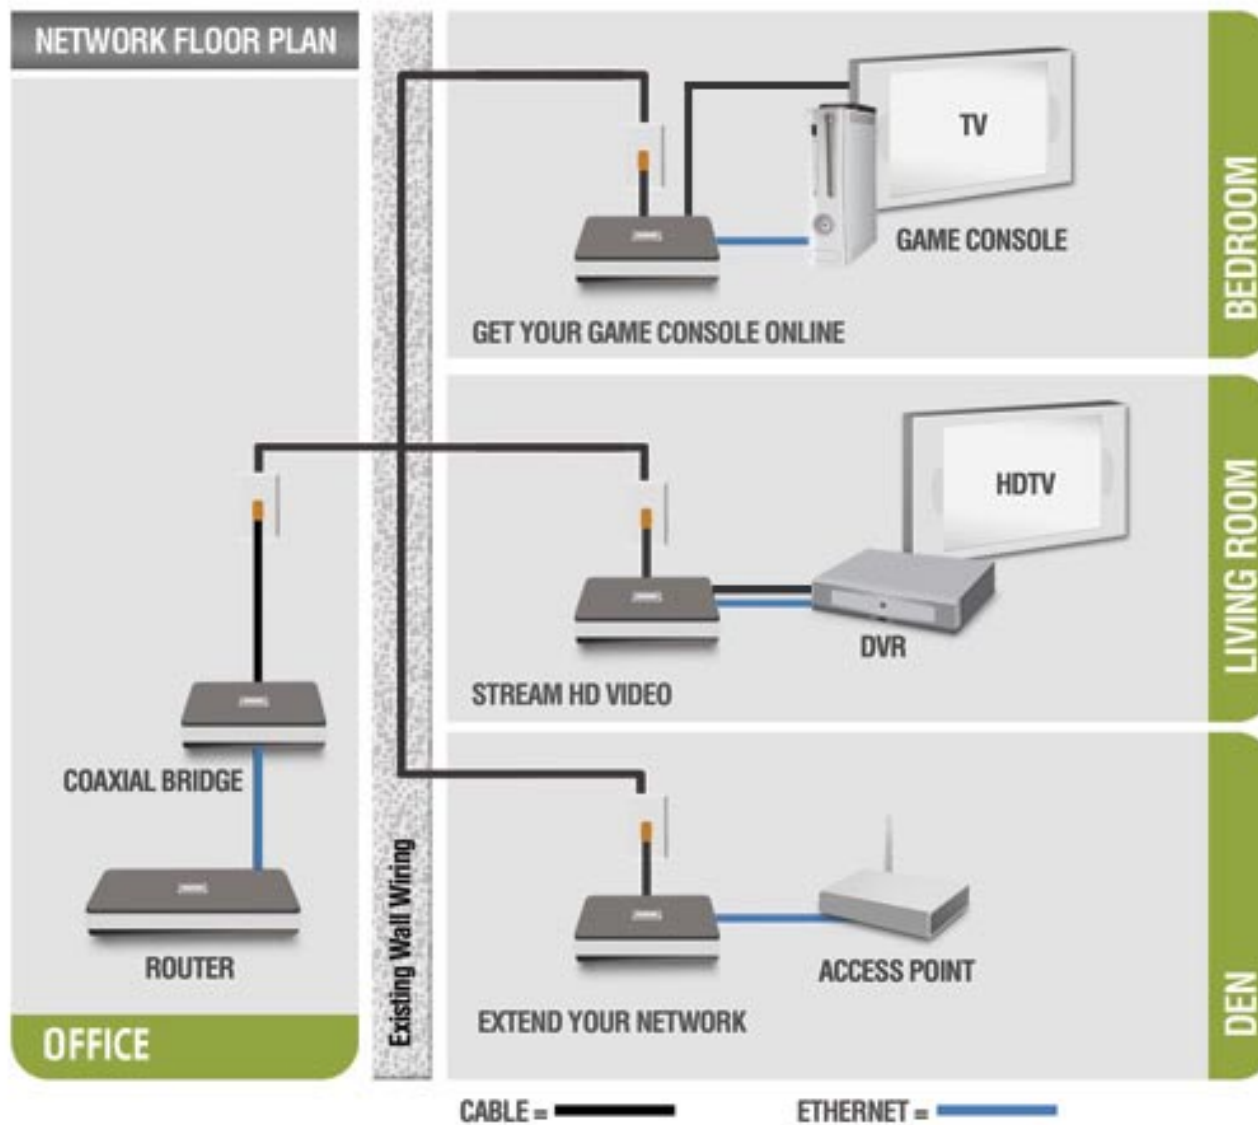 NETWORK FLOOR PLAN
TV
GAME CONSOLE
GET YOUR GAME CONSOLE ONLINE
BEDROOM
HDTV
DVR
STREAM HD VIDEO
LIVING ROOM
COAXIAL BRIDGE
ROUTER
OFFICE
Existing Wall Wiring
ACCESS POINT
EXTEND YOUR NETWORK
DEN
CABLE =
ETHERNET =